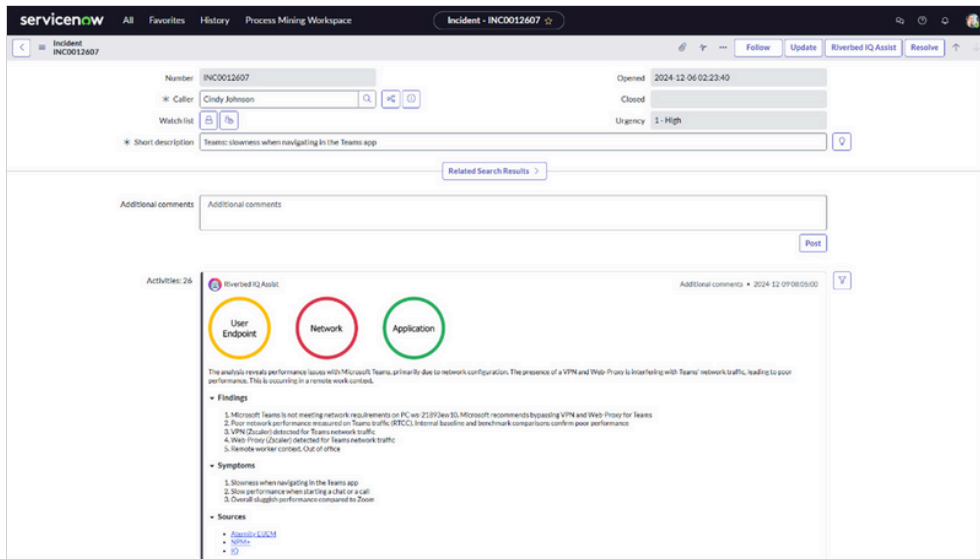 servicenow All Favorites History Process Mining Workspace Incident - INC0012607
Incident
INC0012607
Follow Update Riverbed IQ Assist Resolve
Number INC0012607 Opened 2024-12-06 02:23:40
* Caller Cindy Johnson Closed
Watch list Urgency 1 - High
* Short description Teams: slowness when navigating in the Teams app
Related Search Results >
Additional comments Additional comments
Post
Activities: 26 Riverbed IQ Assist Additional comments • 2024-12-09 08:05:00
User
Endpoint
Network
Application
The analysis reveals performance issues with Microsoft Teams, primarily due to network configuration. The presence of a VPN and Web-Proxy is interfering with Teams' network traffic, leading to poor
performance. This is occurring in a remote work context.
Findings
1. Microsoft Teams is not meeting network requirements on PC ws-21893ew10. Microsoft recommends bypassing VPN and Web-Proxy for Teams
2. Poor network performance measured on Teams traffic (RTCC). Internal baseline and benchmark comparisons confirm poor performance
3. VPN (Zscaler) detected for Teams network traffic
4. Web-Proxy (Zscaler) detected for Teams network traffic
5. Remote worker context. Out of office
Symptoms
1. Slowness when navigating in the Teams app
2. Slow performance when starting a chat or a call
3. Overall sluggish performance compared to Zoom
Sources
• Aternity EUEM
• NPM+
• IQ